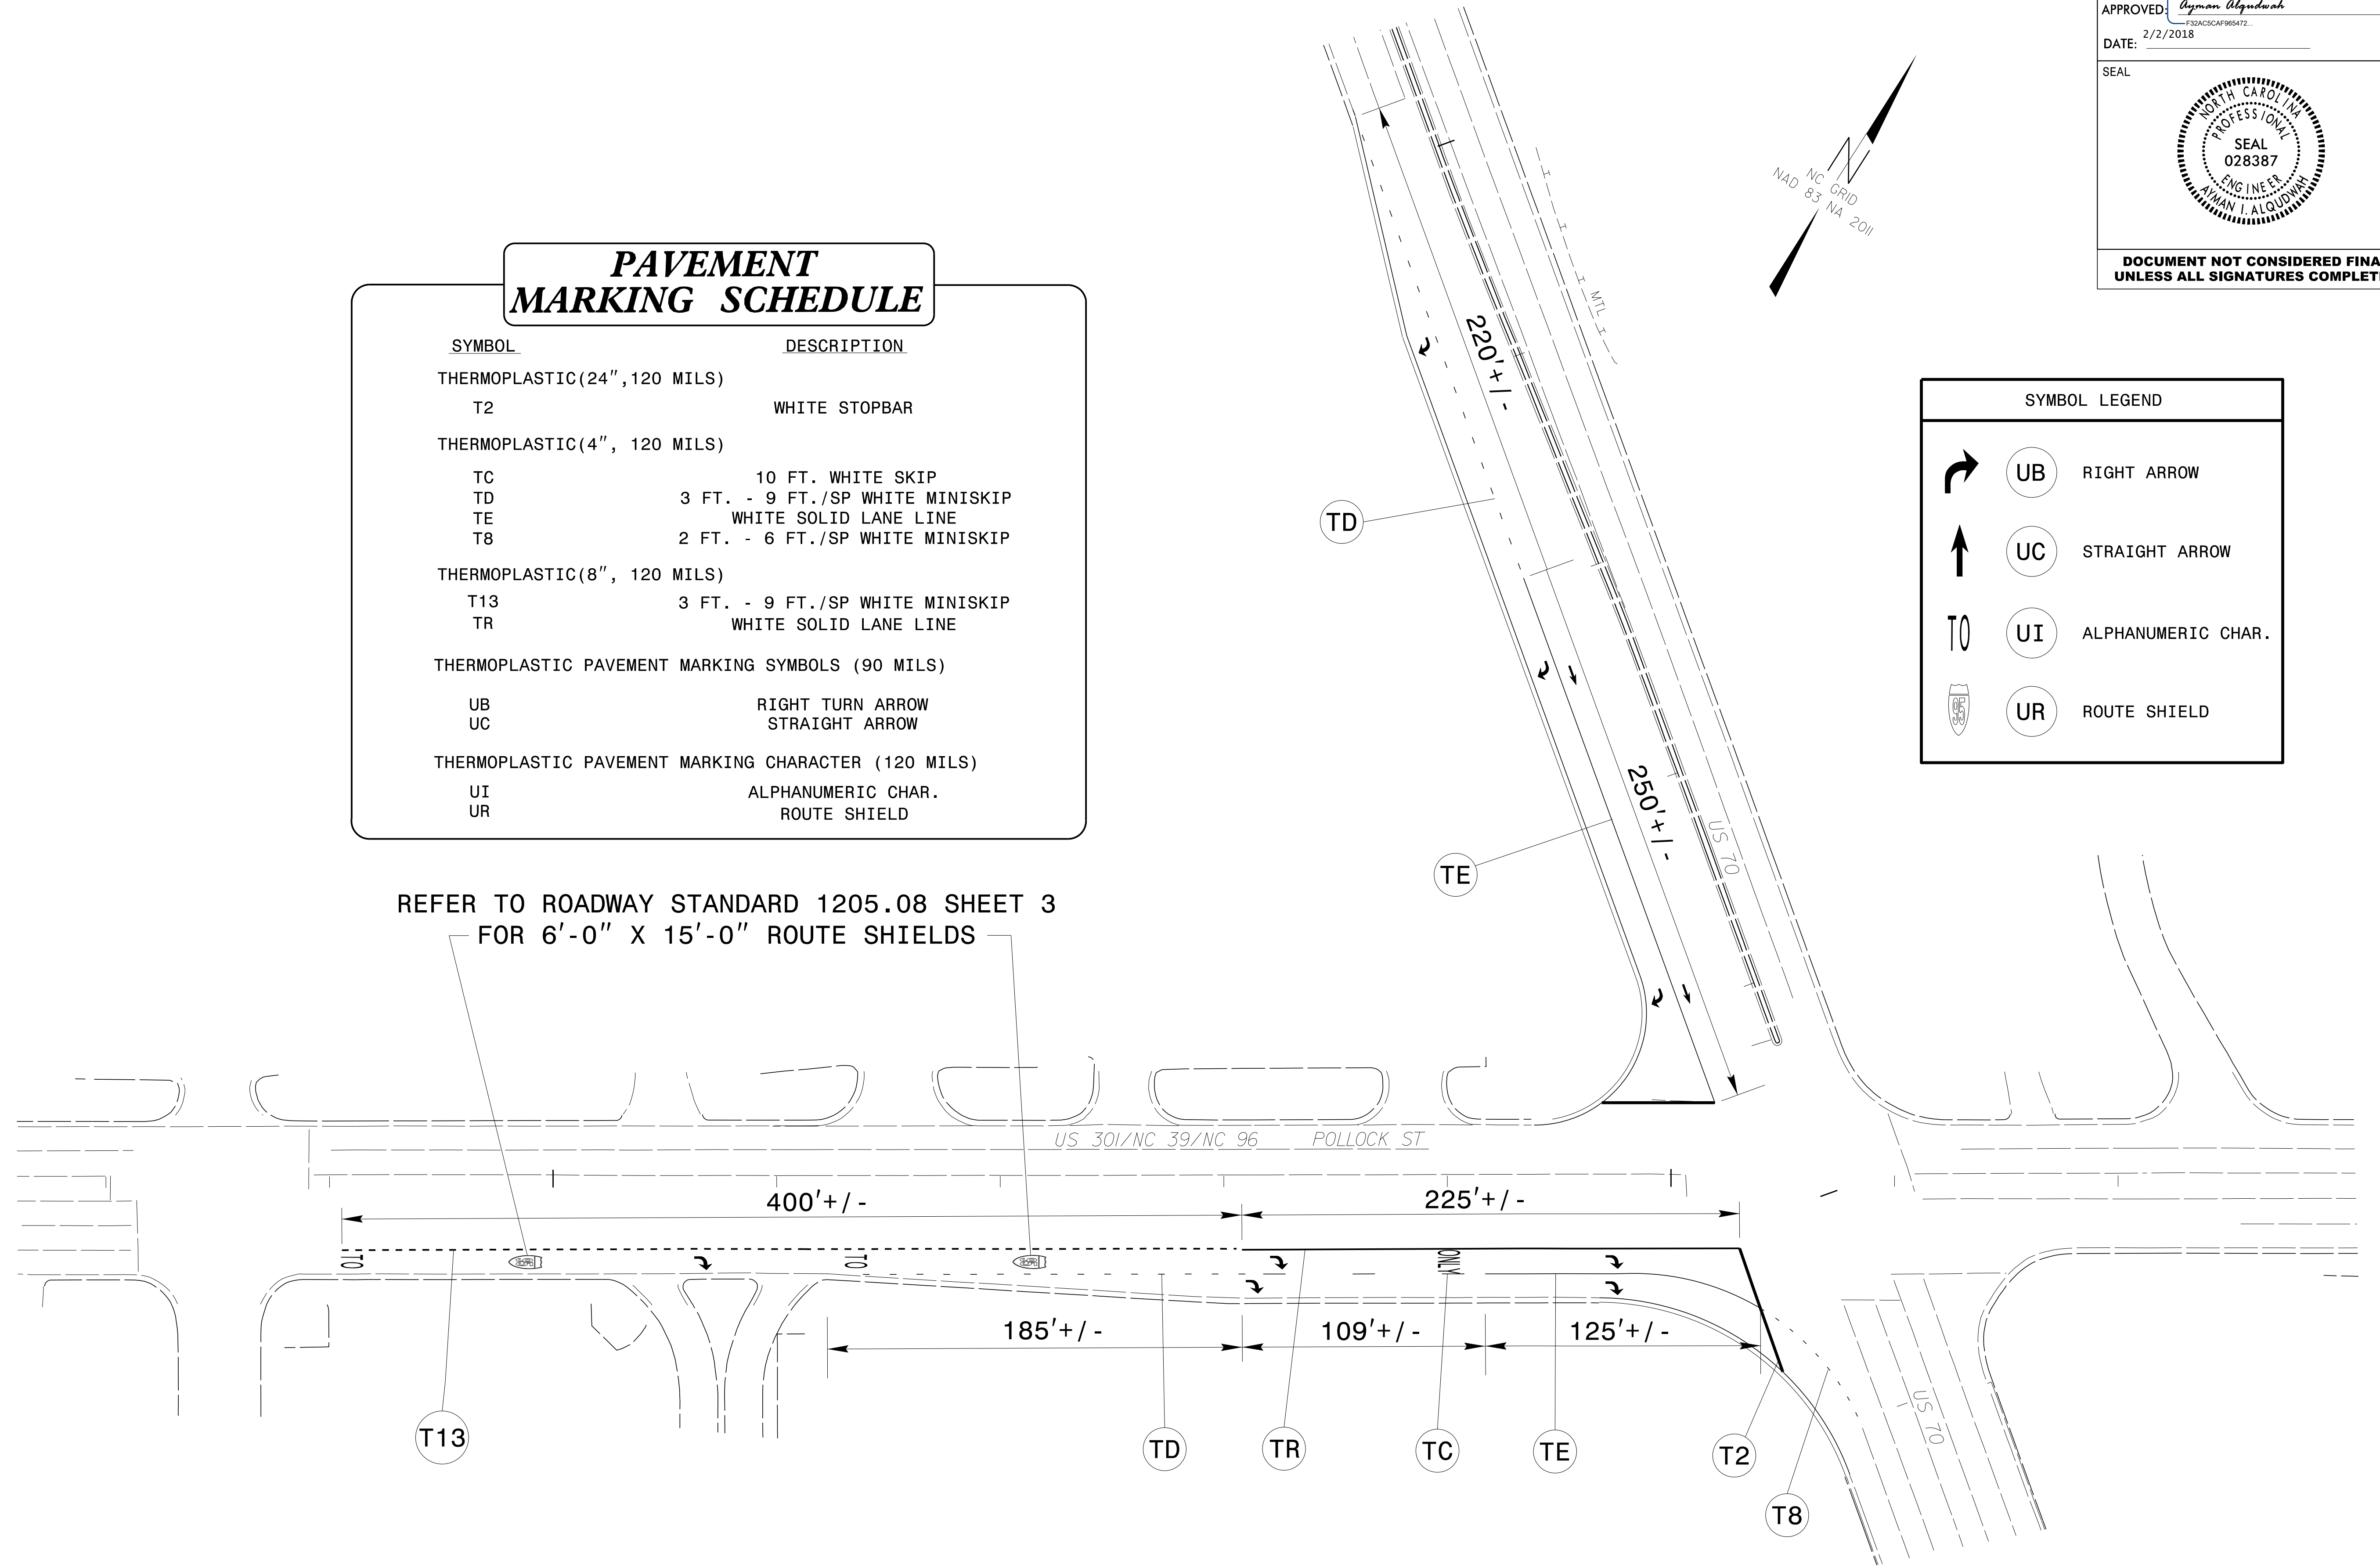 APPROVED: Ayman Alqudwah
F32AC5CAF965472...
DATE: 2/2/2018
SEAL
NORTH CAROLINA
PROFESSIONAL
SEAL
028387
ENGINEER
AYMAN I. ALQUDWAH
DOCUMENT NOT CONSIDERED FINA
UNLESS ALL SIGNATURES COMPLET
NC GRID
NAD 83 NA 2011
PAVEMENT
MARKING SCHEDULE
SYMBOL DESCRIPTION
THERMOPLASTIC(24",120 MILS)
T2 WHITE STOPBAR
THERMOPLASTIC(4", 120 MILS)
TC 10 FT. WHITE SKIP
TD 3 FT. - 9 FT./SP WHITE MINISKIP
TE WHITE SOLID LANE LINE
T8 2 FT. - 6 FT./SP WHITE MINISKIP
THERMOPLASTIC(8", 120 MILS)
T13 3 FT. - 9 FT./SP WHITE MINISKIP
TR WHITE SOLID LANE LINE
THERMOPLASTIC PAVEMENT MARKING SYMBOLS (90 MILS)
UB RIGHT TURN ARROW
UC STRAIGHT ARROW
THERMOPLASTIC PAVEMENT MARKING CHARACTER (120 MILS)
UI ALPHANUMERIC CHAR.
UR ROUTE SHIELD
SYMBOL LEGEND
UB RIGHT ARROW
UC STRAIGHT ARROW
TO UI ALPHANUMERIC CHAR.
95 UR ROUTE SHIELD
MTL
220'+/-
TD
250'+/-
US 70
TE
REFER TO ROADWAY STANDARD 1205.08 SHEET 3
FOR 6'-0" X 15'-0" ROUTE SHIELDS
US 301/NC 39/NC 96 POLLOCK ST
400'+/- 225'+/-
TO 95 TO 95 ONLY
185'+/- 109'+/- 125'+/-
US 70
T13 TD TR TC TE T2
T8